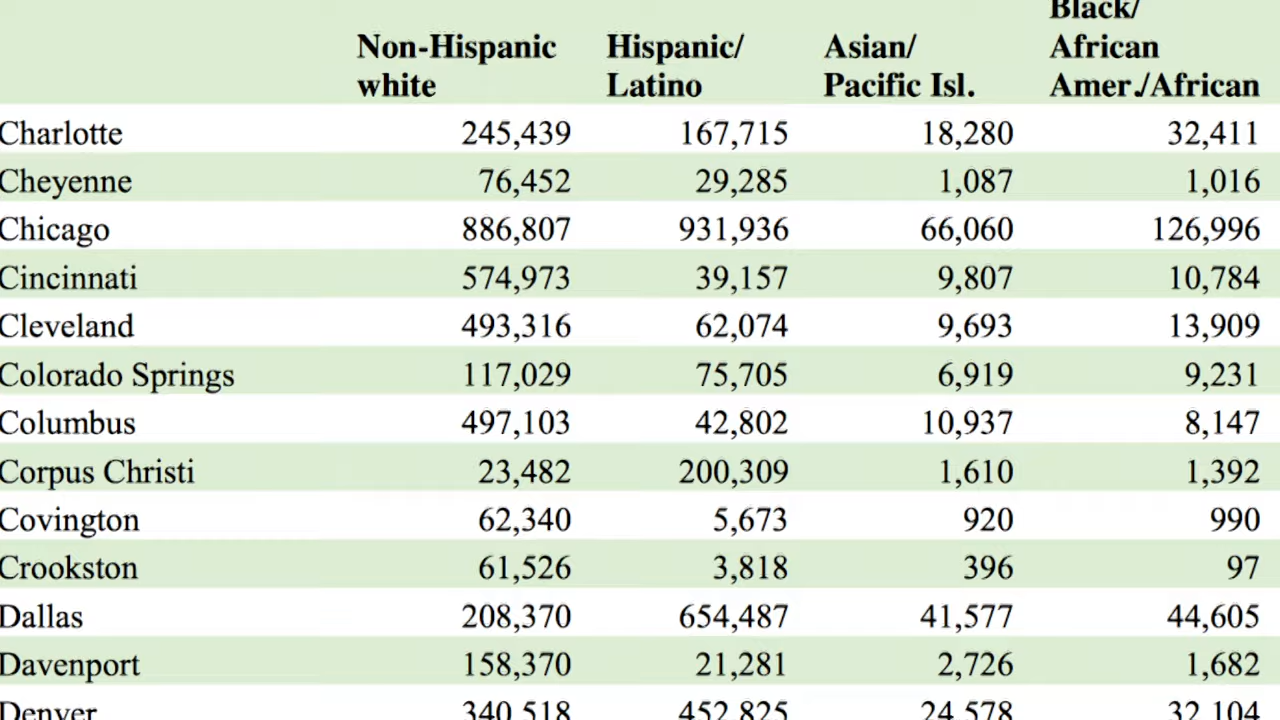 Black/
Non-Hispanic Hispanic/ Asian/ African
white Latino Pacific Isl. Amer./African
Charlotte 245,439 167,715 18,280 32,411
Cheyenne 76,452 29,285 1,087 1,016
Chicago 886,807 931,936 66,060 126,996
Cincinnati 574,973 39,157 9,807 10,784
Cleveland 493,316 62,074 9,693 13,909
Colorado Springs 117,029 75,705 6,919 9,231
Columbus 497,103 42,802 10,937 8,147
Corpus Christi 23,482 200,309 1,610 1,392
Covington 62,340 5,673 920 990
Crookston 61,526 3,818 396 97
Dallas 208,370 654,487 41,577 44,605
Davenport 158,370 21,281 2,726 1,682
Denver 340,518 452,825 24,578 32,104